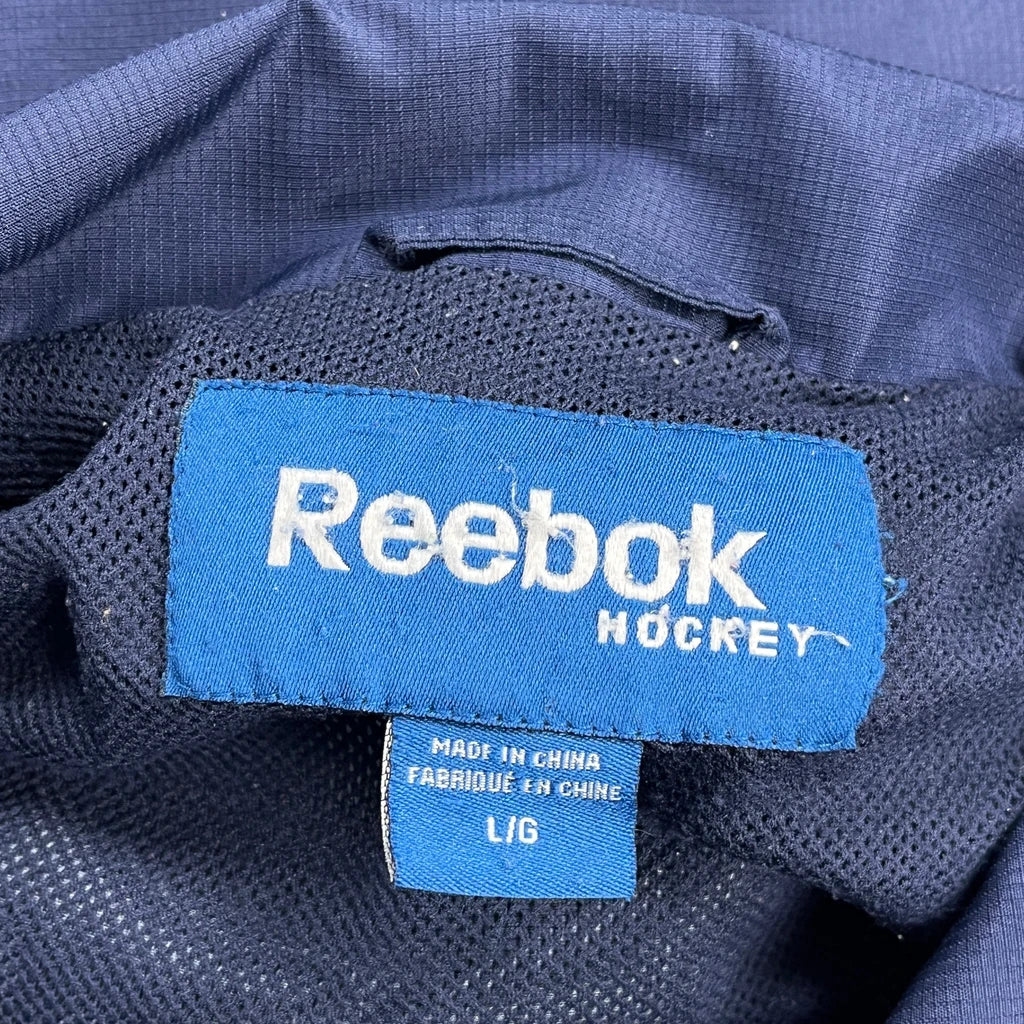 Reebok
HOCKEY
MADE IN CHINA
FABRIQUÉ EN CHINE
L/G